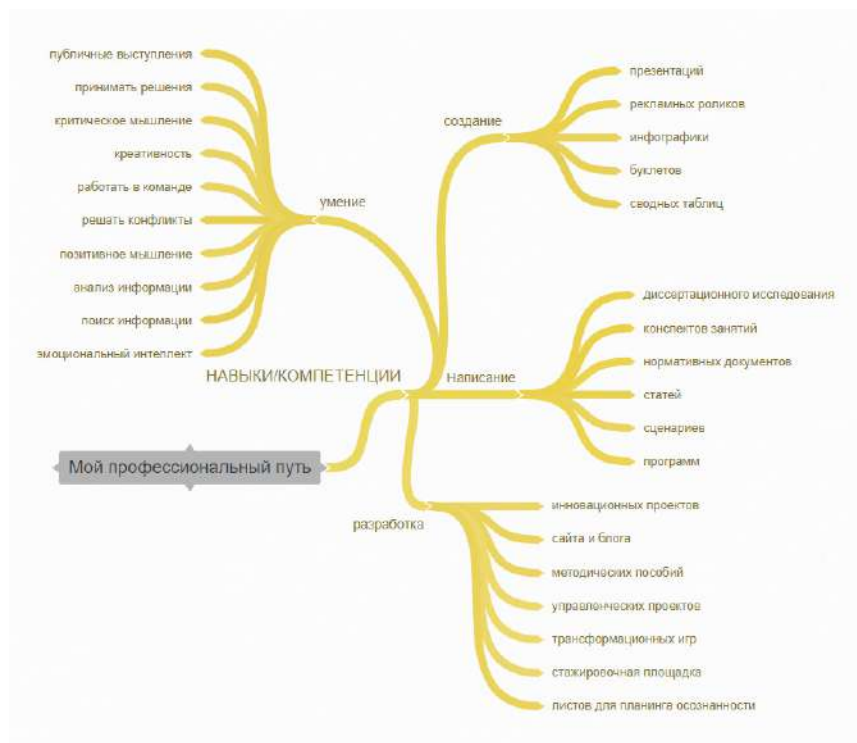 публичные выступления
принимать решения
критическое мышление
креативность
работать в команде
решать конфликты
позитивное мышление
анализ информации
поиск информации
эмоциональный интеллект
умение
создание
презентаций
рекламных роликов
инфографики
буклетов
сводных таблиц
НАВЫКИ/КОМПЕТЕНЦИИ
Написание
диссертационного исследования
конспектов занятий
нормативных документов
статей
сценариев
программ
Мой профессиональный путь
разработка
инновационных проектов
сайта и блога
методических пособий
управленческих проектов
трансформационных игр
стажировочная площадка
листов для планинга осознанности